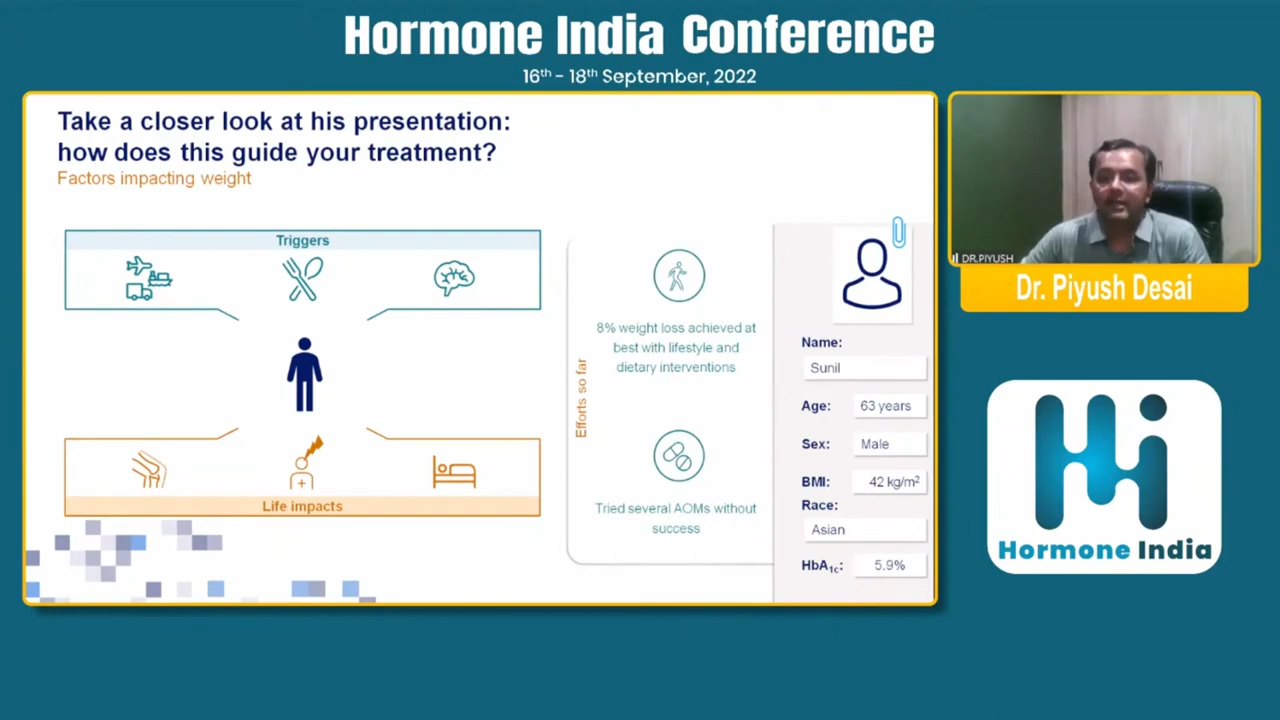 Hormone India Conference
16th - 18th September, 2022
Take a closer look at his presentation:
how does this guide your treatment?
Factors impacting weight
Triggers
Life impacts
Efforts so far
8% weight loss achieved at
best with lifestyle and
dietary interventions
Tried several AOMs without
success
Name:
Sunil
Age: 63 years
Sex: Male
BMI: 42 kg/m²
Race:
Asian
HbA1c: 5.9%
DR.PIYUSH
Dr. Piyush Desai
Hormone India